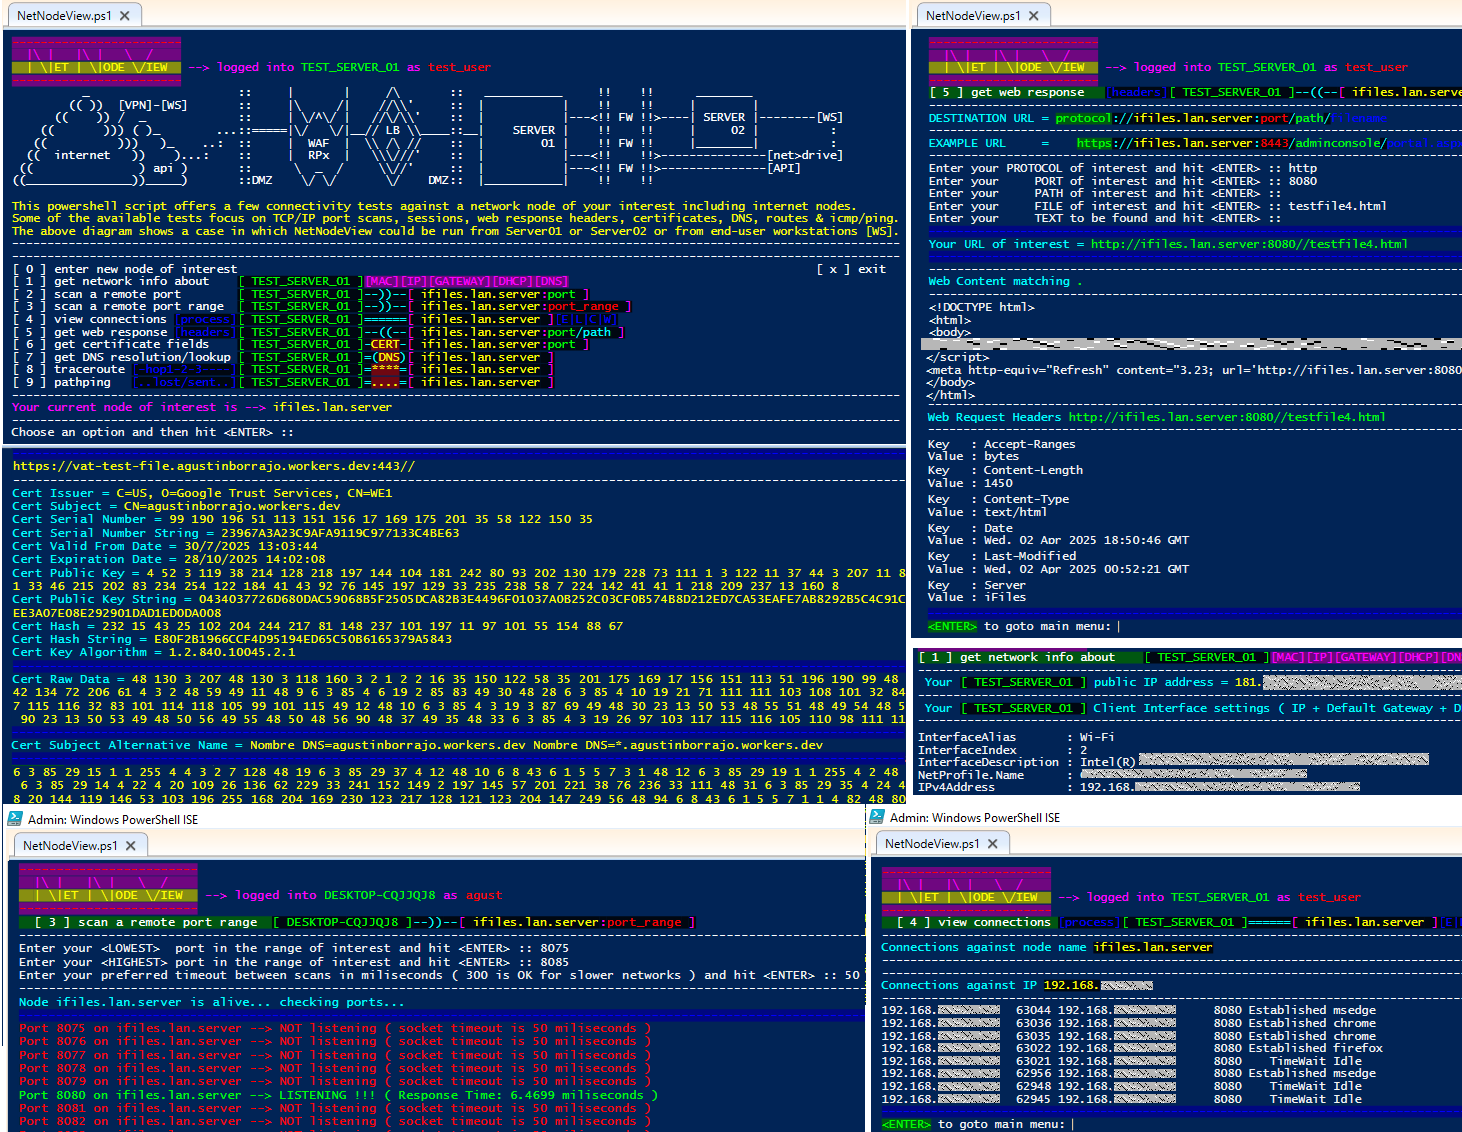 NetNodeView.ps1 X
|\ | |\ | \ /
| \|ET | \|ODE \/IEW --> logged into TEST_SERVER_01 as test_user
(( )) [VPN]-[WS]
internet
api )
WAF
RPx
LB
::DMZ
DMZ::
SERVER
01
!! FW !!
SERVER
02
[WS]
[net>drive]
[API]
This powershell script offers a few connectivity tests against a network node of your interest including internet nodes.
Some of the available tests focus on TCP/IP port scans, sessions, web response headers, certificates, DNS, routes & icmp/ping.
The above diagram shows a case in which NetNodeView could be run from Server01 or Server02 or from end-user workstations [WS].
[ 0 ] enter new node of interest [ x ] exit
[ 1 ] get network info about [ TEST_SERVER_01 ][MAC][IP][GATEWAY][DHCP][DNS]
[ 2 ] scan a remote port [ TEST_SERVER_01 ]--))--[ ifiles.lan.server:port ]
[ 3 ] scan a remote port range [ TEST_SERVER_01 ]--))--[ ifiles.lan.server:port_range ]
[ 4 ] view connections [process][ TEST_SERVER_01 ]======[ ifiles.lan.server ][E][L][C][W]
[ 5 ] get web response [headers][ TEST_SERVER_01 ]--((--[ ifiles.lan.server:port/path ]
[ 6 ] get certificate fields [ TEST_SERVER_01 ]-CERT-[ ifiles.lan.server:port ]
[ 7 ] get DNS resolution/lookup [ TEST_SERVER_01 ]=(DNS)[ ifiles.lan.server ]
[ 8 ] traceroute [-hop1-2-3----][ TEST_SERVER_01 ]=****=[ ifiles.lan.server ]
[ 9 ] pathping [..lost/sent..][ TEST_SERVER_01 ]=....=[ ifiles.lan.server ]
Your current node of interest is --> ifiles.lan.server
Choose an option and then hit <ENTER> ::
https://vat-test-file.agustinborrajo.workers.dev:443//
Cert Issuer = C=US, O=Google Trust Services, CN=WE1
Cert Subject = CN=agustinborrajo.workers.dev
Cert Serial Number = 99 190 196 51 113 151 156 17 169 175 201 35 58 122 150 35
Cert Serial Number String = 23967A3A23C9AFA9119C977133C4BE63
Cert Valid From Date = 30/7/2025 13:03:44
Cert Expiration Date = 28/10/2025 14:02:08
Cert Public Key = 4 52 3 119 38 214 128 218 197 144 104 181 242 80 93 202 130 179 228 73 111 1 3 122 11 37 44 3 207 11 8
1 33 46 215 202 83 234 254 122 184 41 43 92 76 145 197 129 33 235 238 58 7 224 142 41 41 1 218 209 237 13 160 8
Cert Public Key String = 0434037726D680DAC59068B5F2505DCA82B3E4496F01037A0B252C03CF0B574B8D212ED7CA53EAFE7AB8292B5C4C91C
EE3A07E08E292901DAD1ED0DA008
Cert Hash = 232 15 43 25 102 204 244 217 81 148 237 101 197 11 97 101 55 154 88 67
Cert Hash String = E80F2B1966CCF4D95194ED65C50B6165379A5843
Cert Key Algorithm = 1.2.840.10045.2.1
Cert Raw Data = 48 130 3 207 48 130 3 118 160 3 2 1 2 2 16 35 150 122 58 35 201 175 169 17 156 151 113 51 196 190 99 48
42 134 72 206 61 4 3 2 48 59 49 11 48 9 6 3 85 4 6 19 2 85 83 49 30 48 28 6 3 85 4 10 19 21 71 111 111 103 108 101 32 84
7 115 116 32 83 101 114 118 105 99 101 115 49 12 48 10 6 3 85 4 3 19 3 87 69 49 48 30 23 13 50 53 48 55 51 48 49 54 48 5
90 23 13 50 53 49 48 50 56 49 55 48 50 48 56 90 48 37 49 35 48 33 6 3 85 4 3 19 26 97 103 117 115 116 105 110 98 111 11
Cert Subject Alternative Name = Nombre DNS=agustinborrajo.workers.dev Nombre DNS=*.agustinborrajo.workers.dev
6 3 85 29 15 1 1 255 4 4 3 2 7 128 48 19 6 3 85 29 37 4 12 48 10 6 8 43 6 1 5 5 7 3 1 48 12 6 3 85 29 19 1 1 255 4 2 48
6 3 85 29 14 4 22 4 20 109 26 136 62 229 33 241 152 149 2 197 145 57 201 221 38 76 236 33 111 48 31 6 3 85 29 35 4 24 4
8 20 144 119 146 53 103 196 255 168 204 169 230 123 217 128 121 123 204 147 249 56 48 94 6 8 43 6 1 5 5 7 1 1 4 82 48 80
NetNodeView.ps1 X
|\ | |\ | \ /
| \|ET | \|ODE \/IEW --> logged into TEST_SERVER_01 as test_user
[ 5 ] get web response [headers][ TEST_SERVER_01 ]--((--[ ifiles.lan.serve
DESTINATION URL = protocol://ifiles.lan.server:port/path/filename
EXAMPLE URL = https://ifiles.lan.server:8443/adminconsole/
Enter your PROTOCOL of interest and hit <ENTER> :: http
Enter your PORT of interest and hit <ENTER> :: 8080
Enter your PATH of interest and hit <ENTER> ::
Enter your FILE of interest and hit <ENTER> :: testfile4.html
Enter your TEXT to be found and hit <ENTER> ::
Your URL of interest = http://ifiles.lan.server:8080//testfile4.html
Web Content matching .
<!DOCTYPE html>
<html>
<body>
</script>
<meta http-equiv="Refresh" content="3.23; url='http://ifiles.lan.server:8080
</body>
</html>
Web Request Headers http://ifiles.lan.server:8080//testfile4.html
Key : Accept-Ranges
Value : bytes
Key : Content-Length
Value : 1450
Key : Content-Type
Value : text/html
Key : Date
Value : Wed, 02 Apr 2025 18:50:46 GMT
Key : Last-Modified
Value : Wed, 02 Apr 2025 00:52:21 GMT
Key : Server
Value : iFiles
<ENTER> to goto main menu: |
[ 1 ] get network info about [ TEST_SERVER_01 ][MAC][IP][GATEWAY][DHCP][DN
Your [ TEST_SERVER_01 ] public IP address = 181.
Your [ TEST_SERVER_01 ] Client Interface settings ( IP + Default Gateway + D
InterfaceAlias : Wi-Fi
InterfaceIndex : 2
InterfaceDescription : Intel(R)
NetProfile.Name :
IPv4Address : 192.168.
Admin: Windows PowerShell ISE
NetNodeView.ps1 X
|\ | |\ | \ /
| \|ET | \|ODE \/IEW --> logged into DESKTOP-CQJJQJ8 as agust
[ 3 ] scan a remote port range [ DESKTOP-CQJJQJ8 ]--))--[ ifiles.lan.server:port_range ]
Enter your <LOWEST> port in the range of interest and hit <ENTER> :: 8075
Enter your <HIGHEST> port in the range of interest and hit <ENTER> :: 8085
Enter your preferred timeout between scans in miliseconds ( 300 is OK for slower networks ) and hit <ENTER> :: 50
Node ifiles.lan.server is alive... checking ports...
Port 8075 on ifiles.lan.server --> NOT listening ( socket timeout is 50 miliseconds )
Port 8076 on ifiles.lan.server --> NOT listening ( socket timeout is 50 miliseconds )
Port 8077 on ifiles.lan.server --> NOT listening ( socket timeout is 50 miliseconds )
Port 8078 on ifiles.lan.server --> NOT listening ( socket timeout is 50 miliseconds )
Port 8079 on ifiles.lan.server --> NOT listening ( socket timeout is 50 miliseconds )
Port 8080 on ifiles.lan.server --> LISTENING !!! ( Response Time: 6.4699 miliseconds )
Port 8081 on ifiles.lan.server --> NOT listening ( socket timeout is 50 miliseconds )
Port 8082 on ifiles.lan.server --> NOT listening ( socket timeout is 50 miliseconds )
Admin: Windows PowerShell ISE
NetNodeView.ps1 X
|\ | |\ | \ /
| \|ET | \|ODE \/IEW --> logged into TEST_SERVER_01 as test_user
[ 4 ] view connections [process][ TEST_SERVER_01 ]======[ ifiles.lan.server ][E][
Connections against node name ifiles.lan.server
Connections against IP 192.168.
192.168. 63044 192.168. 8080 Established msedge
192.168. 63036 192.168. 8080 Established chrome
192.168. 63035 192.168. 8080 Established chrome
192.168. 63022 192.168. 8080 Established firefox
192.168. 63021 192.168. 8080 TimeWait Idle
192.168. 62956 192.168. 8080 Established msedge
192.168. 62948 192.168. 8080 TimeWait Idle
192.168. 62945 192.168. 8080 TimeWait Idle
<ENTER> to goto main menu: |